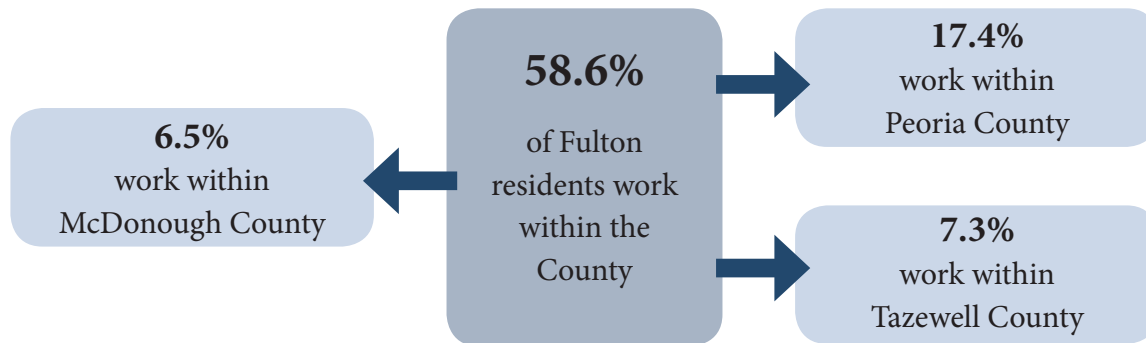 6.5%
work within
McDonough County
58.6%
of Fulton
residents work
within the
County
17.4%
work within
Peoria County
7.3%
work within
Tazewell County